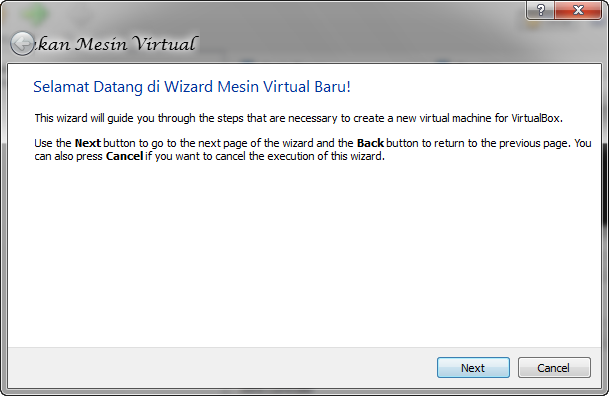 ?
kan Mesin Virtual
Selamat Datang di Wizard Mesin Virtual Baru!
This wizard will guide you through the steps that are necessary to create a new virtual machine for VirtualBox.
Use the Next button to go to the next page of the wizard and the Back button to return to the previous page. You
can also press Cancel if you want to cancel the execution of this wizard.
Next Cancel